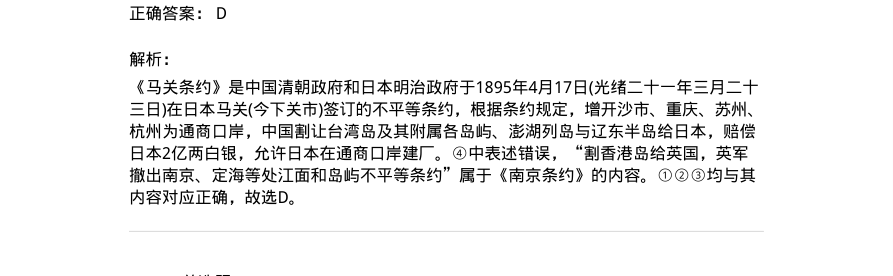 正确答案： D
解析：
《马关条约》是中国清朝政府和日本明治政府于1895年4月17日(光绪二十一年三月二十
三日)在日本马关(今下关市)签订的不平等条约，根据条约规定，增开沙市、重庆、苏州、
杭州为通商口岸，中国割让台湾岛及其附属各岛屿、澎湖列岛与辽东半岛给日本，赔偿
日本2亿两白银，允许日本在通商口岸建厂。④中表述错误，“割香港岛给英国，英军
撤出南京、定海等处江面和岛屿不平等条约”属于《南京条约》的内容。①②③均与其
内容对应正确，故选D。